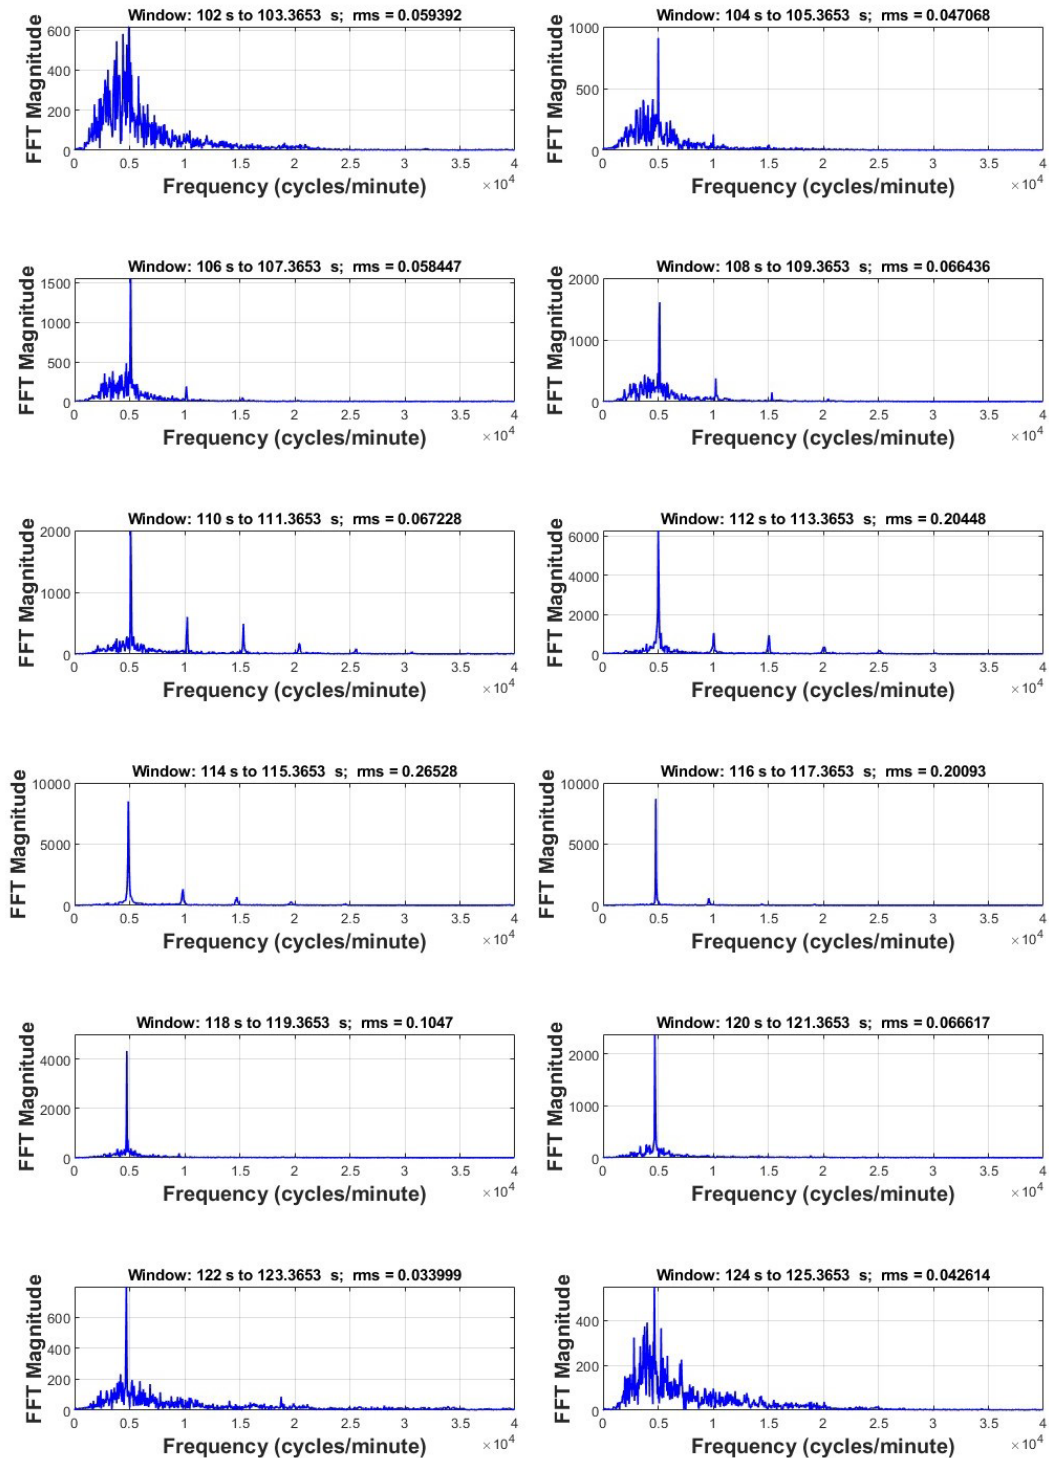 Window: 102 s to 103.3653 s; rms = 0.059392
FFT Magnitude
600
400
200
0
0 0.5 1 1.5 2 2.5 3 3.5 4
×10^4
Frequency (cycles/minute)
Window: 104 s to 105.3653 s; rms = 0.047068
FFT Magnitude
1000
500
0
0 0.5 1 1.5 2 2.5 3 3.5 4
×10^4
Frequency (cycles/minute)
Window: 106 s to 107.3653 s; rms = 0.058447
FFT Magnitude
1500
1000
500
0
0 0.5 1 1.5 2 2.5 3 3.5 4
×10^4
Frequency (cycles/minute)
Window: 108 s to 109.3653 s; rms = 0.066436
FFT Magnitude
2000
1000
0
0 0.5 1 1.5 2 2.5 3 3.5 4
×10^4
Frequency (cycles/minute)
Window: 110 s to 111.3653 s; rms = 0.067228
FFT Magnitude
2000
1000
0
0 0.5 1 1.5 2 2.5 3 3.5 4
×10^4
Frequency (cycles/minute)
Window: 112 s to 113.3653 s; rms = 0.20448
FFT Magnitude
6000
4000
2000
0
0 0.5 1 1.5 2 2.5 3 3.5 4
×10^4
Frequency (cycles/minute)
Window: 114 s to 115.3653 s; rms = 0.26528
FFT Magnitude
10000
5000
0
0 0.5 1 1.5 2 2.5 3 3.5 4
×10^4
Frequency (cycles/minute)
Window: 116 s to 117.3653 s; rms = 0.20093
FFT Magnitude
10000
5000
0
0 0.5 1 1.5 2 2.5 3 3.5 4
×10^4
Frequency (cycles/minute)
Window: 118 s to 119.3653 s; rms = 0.1047
FFT Magnitude
4000
2000
0
0 0.5 1 1.5 2 2.5 3 3.5 4
×10^4
Frequency (cycles/minute)
Window: 120 s to 121.3653 s; rms = 0.066617
FFT Magnitude
2000
1000
0
0 0.5 1 1.5 2 2.5 3 3.5 4
×10^4
Frequency (cycles/minute)
Window: 122 s to 123.3653 s; rms = 0.033999
FFT Magnitude
600
400
200
0
0 0.5 1 1.5 2 2.5 3 3.5 4
×10^4
Frequency (cycles/minute)
Window: 124 s to 125.3653 s; rms = 0.042614
FFT Magnitude
400
200
0
0 0.5 1 1.5 2 2.5 3 3.5 4
×10^4
Frequency (cycles/minute)